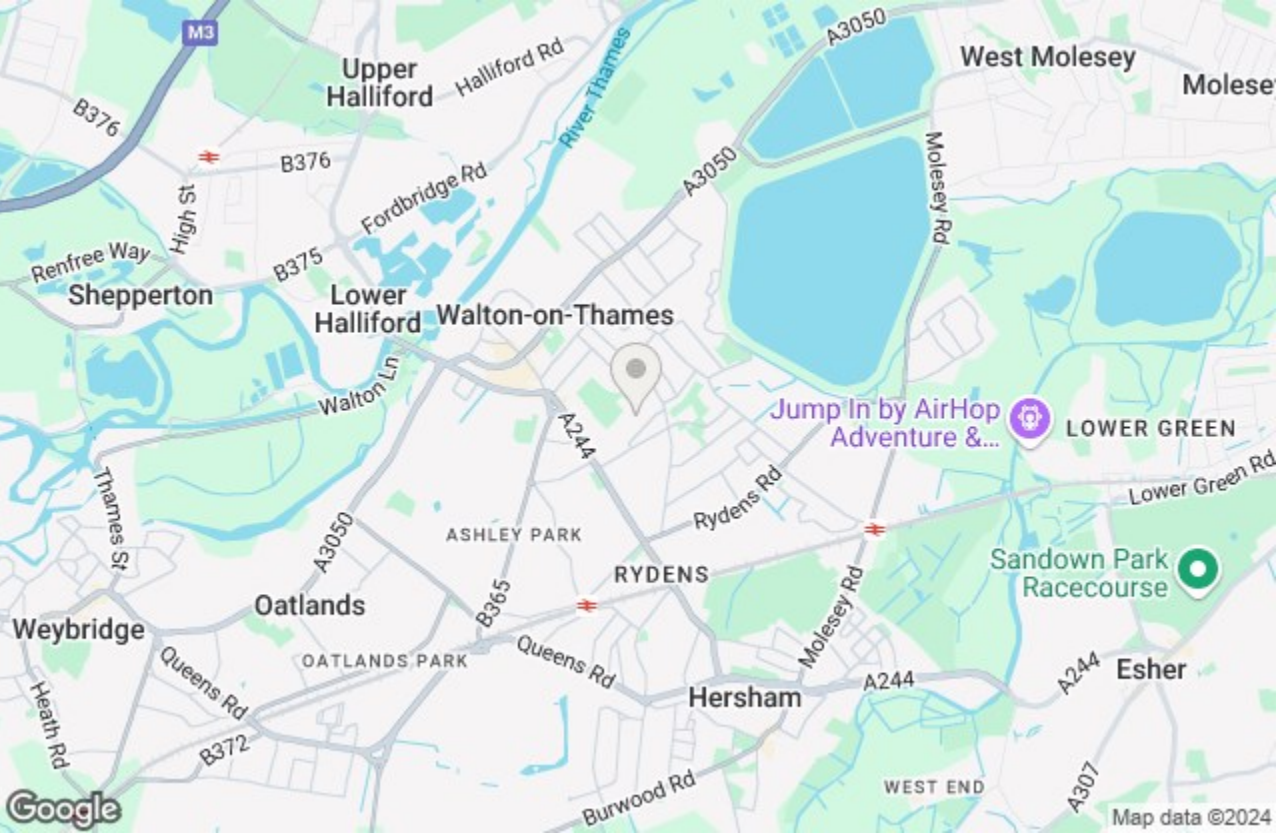 M3
A3050
West Molesey
Upper
Halliford
Halliford Rd
River Thames
Molesey
B376
B376
A3050
Molesey Rd
High St
Fordbridge Rd
Renfree Way
B375
Shepperton
Lower
Halliford
Walton-on-Thames
Walton Ln
Jump In by AirHop
Adventure &...
LOWER GREEN
A244
Lower Green Rd
Thames St
Rydens Rd
A3050
ASHLEY PARK
Sandown Park
Racecourse
RYDENS
B365
Oatlands
Weybridge
Molesey Rd
OATLANDS PARK
Queens Rd
Queens Rd
Hersham
A244
A244
Esher
Heath Rd
B372
Burwood Rd
WEST END
A307
Google
Map data ©2024